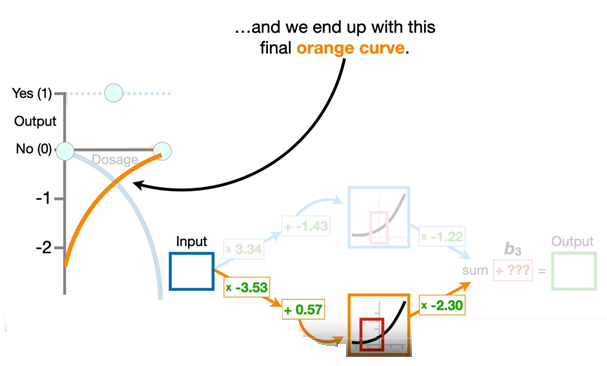 ...and we end up with this
final orange curve.
Yes (1)
Output
No (0)
Dosage
-1
-2
Input
x 3.34
+ -1.43
x -1.22
b3
Output
sum + ??? =
x -3.53
+ 0.57
x -2.30